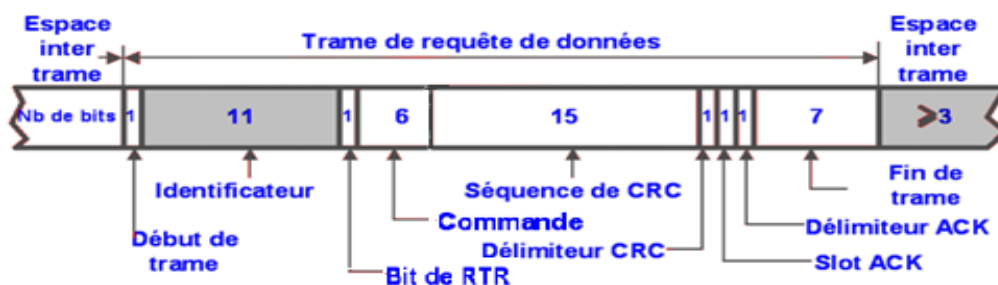 Espace
inter
trame
Trame de requête de données
Espace
inter
trame
Nb de bits
1
11
1
6
15
1
1
1
7
>3
Identificateur
Séquence de CRC
Fin de
trame
Commande
Début de
trame
Délimiteur CRC
Délimiteur ACK
Bit de RTR
Slot ACK